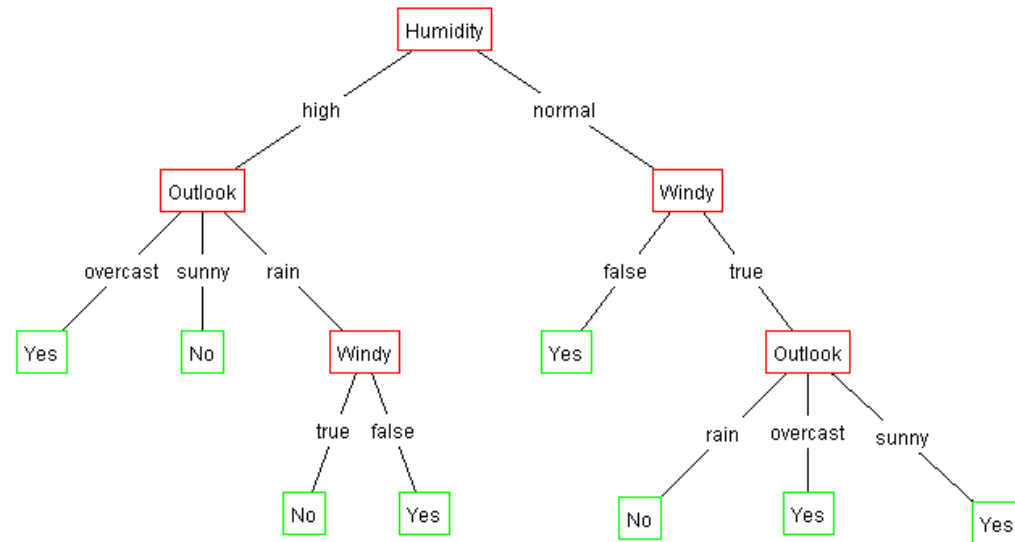 Humidity
high normal
Outlook Windy
overcast sunny rain false true
Yes No Windy Yes Outlook
true false rain overcast sunny
No Yes No Yes Yes